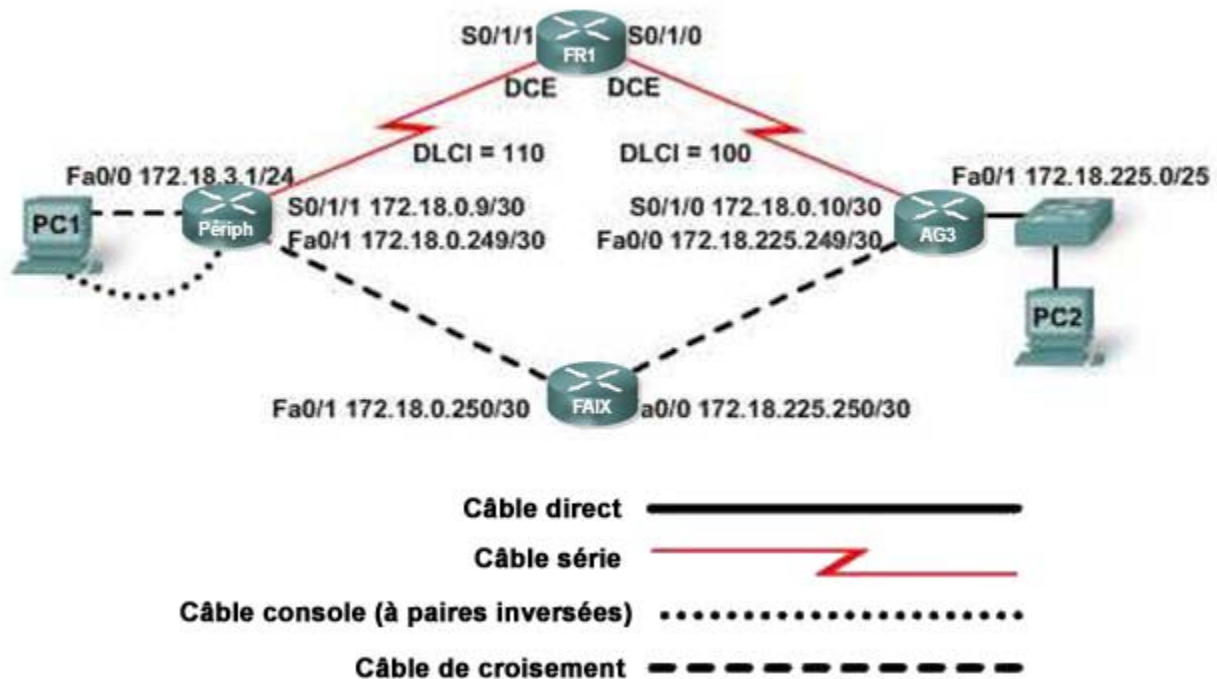 S0/1/1
FR1
S0/1/0
DCE
DCE
DLCI = 110
DLCI = 100
Fa0/0 172.18.3.1/24
Fa0/1 172.18.225.0/25
PC1
Périph
S0/1/1 172.18.0.9/30
S0/1/0 172.18.0.10/30
AG3
Fa0/1 172.18.0.249/30
Fa0/0 172.18.225.249/30
PC2
Fa0/1 172.18.0.250/30
FAIX
a0/0 172.18.225.250/30
Câble direct
Câble série
Câble console (à paires inversées)
Câble de croisement